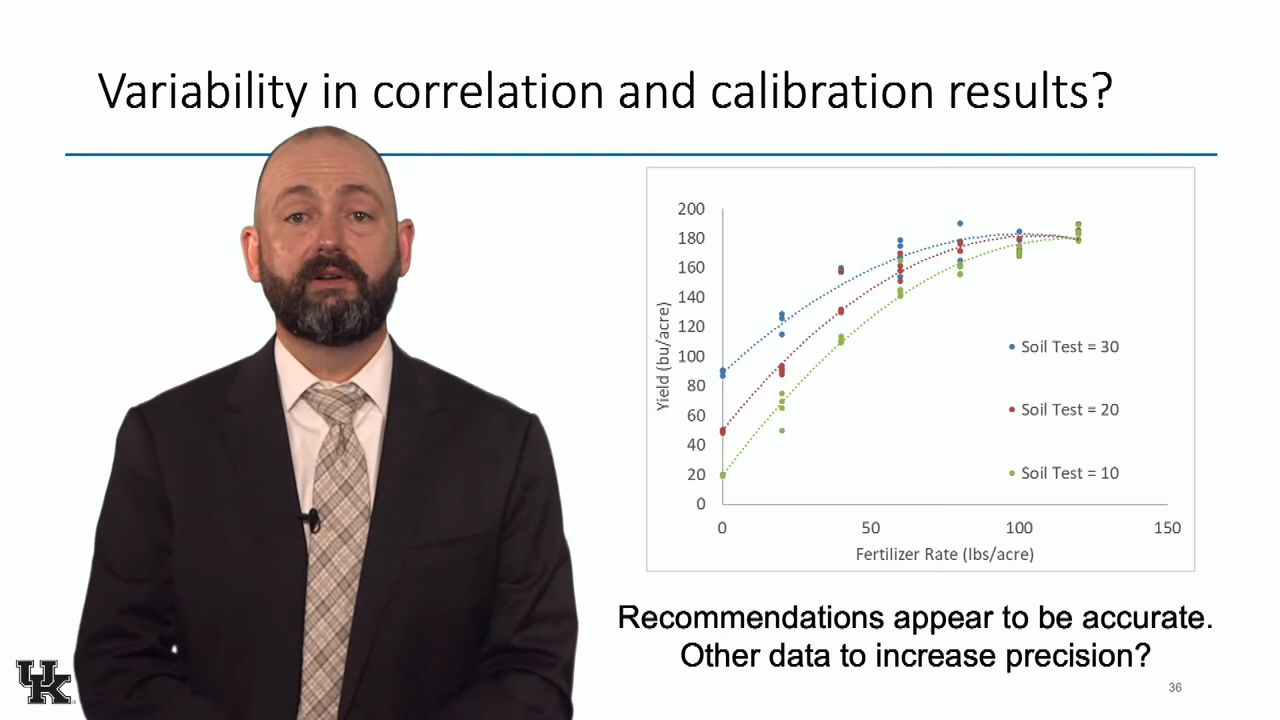 Variability in correlation and calibration results?
200
180
160
140
120
100
80
60
40
20
0
Yield (bu/acre)
Soil Test = 30
Soil Test = 20
Soil Test = 10
0
50
100
150
Fertilizer Rate (lbs/acre)
Recommendations appear to be accurate.
Other data to increase precision?
UK
36